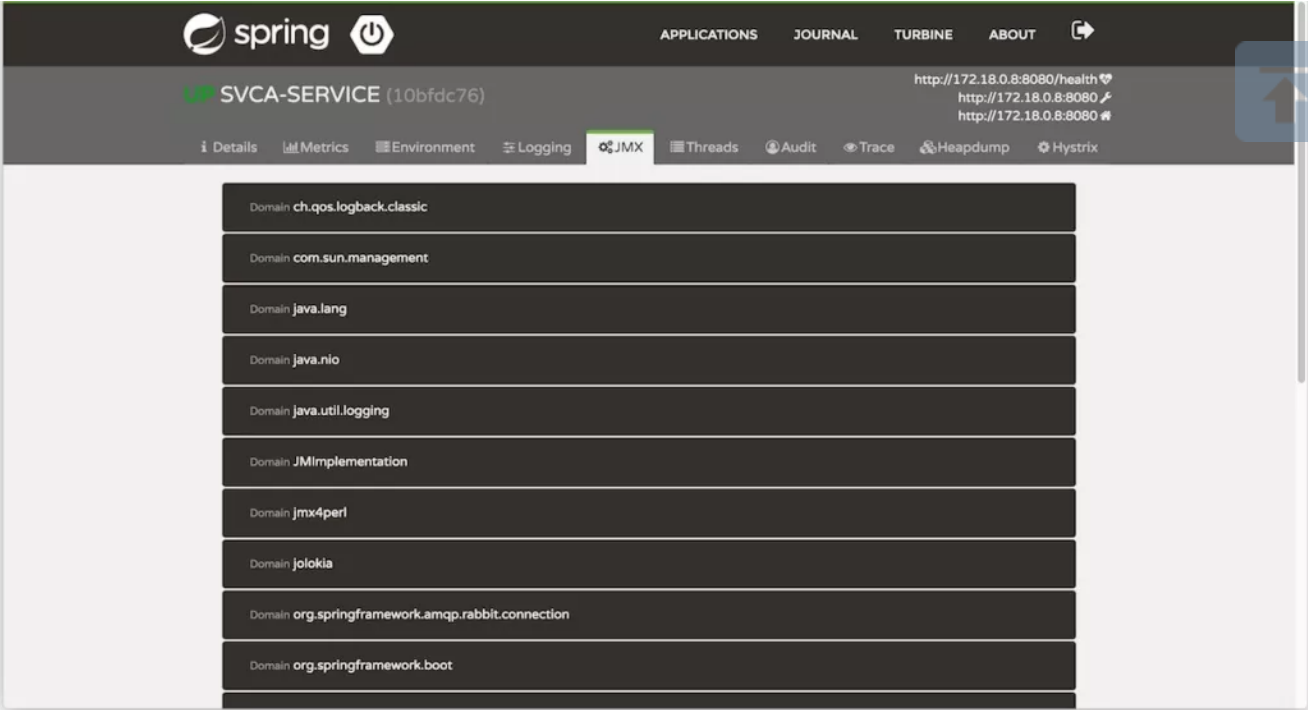 spring
APPLICATIONS JOURNAL TURBINE ABOUT
UP SVCA-SERVICE (10bfdc76)
http://172.18.0.8:8080/health
http://172.18.0.8:8080
http://172.18.0.8:8080
Details Metrics Environment Logging JMX Threads Audit Trace Heapdump Hystrix
Domain ch.qos.logback.classic
Domain com.sun.management
Domain java.lang
Domain java.nio
Domain java.util.logging
Domain JMImplementation
Domain jmx4perl
Domain jolokia
Domain org.springframework.amqp.rabbit.connection
Domain org.springframework.boot